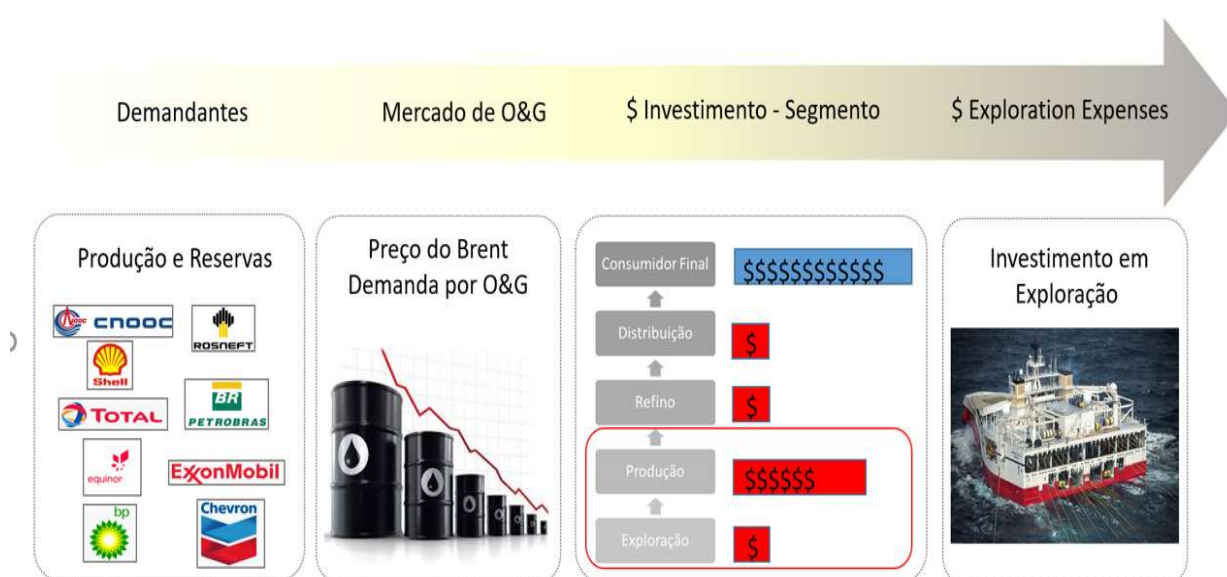 Demandantes
Mercado de O&G
$ Investimento - Segmento
$ Exploration Expenses
Produção e Reservas
CNOOC
ROSNEFT
Shell
TOTAL
BR
PETROBRAS
equinor
ExxonMobil
bp
Chevron
Preço do Brent
Demanda por O&G
Consumidor Final
$$$$$$$$$$$$
Distribuição
$
Refino
$
Produção
$$$$$$
Exploração
$
Investimento em
Exploração